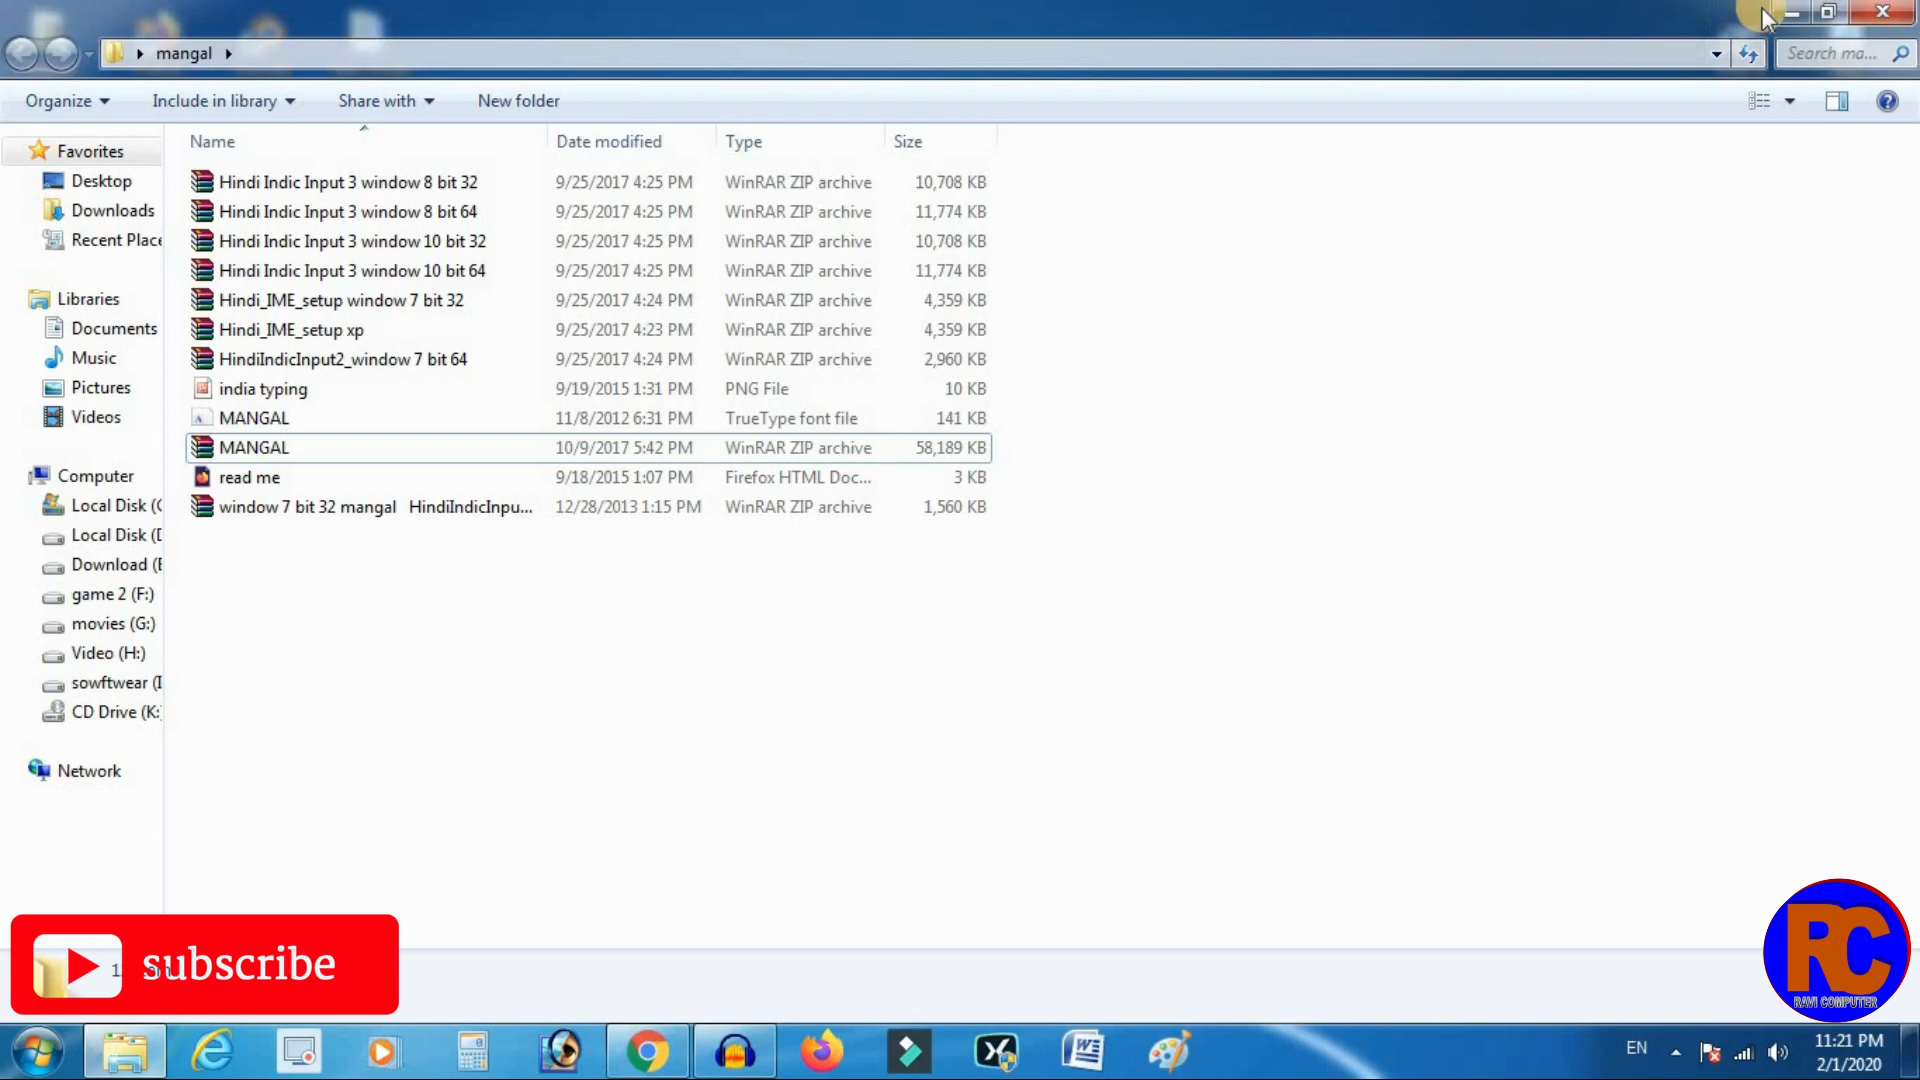 mangal
Search ma...
Organize
Include in library
Share with
New folder
Name
Date modified
Type
Size
Favorites
Desktop
Downloads
Recent Place
Libraries
Documents
Music
Pictures
Videos
Computer
Local Disk (C
Local Disk (D
Download (E
game 2 (F:)
movies (G:)
Video (H:)
sowftwear (I
CD Drive (K:
Network
Hindi Indic Input 3 window 8 bit 32 9/25/2017 4:25 PM WinRAR ZIP archive 10,708 KB
Hindi Indic Input 3 window 8 bit 64 9/25/2017 4:25 PM WinRAR ZIP archive 11,774 KB
Hindi Indic Input 3 window 10 bit 32 9/25/2017 4:25 PM WinRAR ZIP archive 10,708 KB
Hindi Indic Input 3 window 10 bit 64 9/25/2017 4:25 PM WinRAR ZIP archive 11,774 KB
Hindi_IME_setup window 7 bit 32 9/25/2017 4:24 PM WinRAR ZIP archive 4,359 KB
Hindi_IME_setup xp 9/25/2017 4:23 PM WinRAR ZIP archive 4,359 KB
HindiIndicInput2_window 7 bit 64 9/25/2017 4:24 PM WinRAR ZIP archive 2,960 KB
india typing 9/19/2015 1:31 PM PNG File 10 KB
MANGAL 11/8/2012 6:31 PM TrueType font file 141 KB
MANGAL 10/9/2017 5:42 PM WinRAR ZIP archive 58,189 KB
read me 9/18/2015 1:07 PM Firefox HTML Doc... 3 KB
window 7 bit 32 mangal HindiIndicInpu... 12/28/2013 1:15 PM WinRAR ZIP archive 1,560 KB
subscribe
RC
RAVI COMPUTER
EN
11:21 PM
2/1/2020